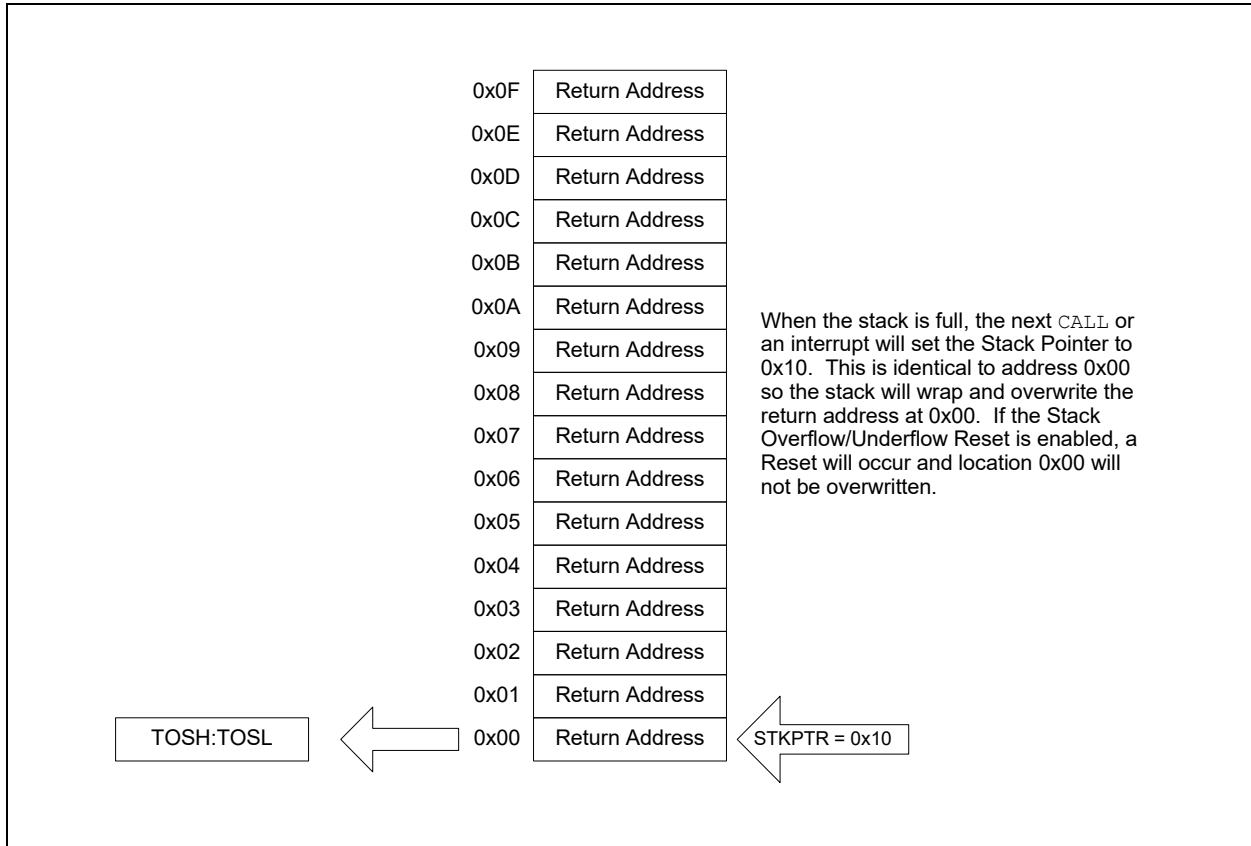 0x0F Return Address
0x0E Return Address
0x0D Return Address
0x0C Return Address
0x0B Return Address
0x0A Return Address
0x09 Return Address
0x08 Return Address
0x07 Return Address
0x06 Return Address
0x05 Return Address
0x04 Return Address
0x03 Return Address
0x02 Return Address
0x01 Return Address
TOSH:TOSL 0x00 Return Address STKPTR = 0x10
When the stack is full, the next CALL or
an interrupt will set the Stack Pointer to
0x10. This is identical to address 0x00
so the stack will wrap and overwrite the
return address at 0x00. If the Stack
Overflow/Underflow Reset is enabled, a
Reset will occur and location 0x00 will
not be overwritten.